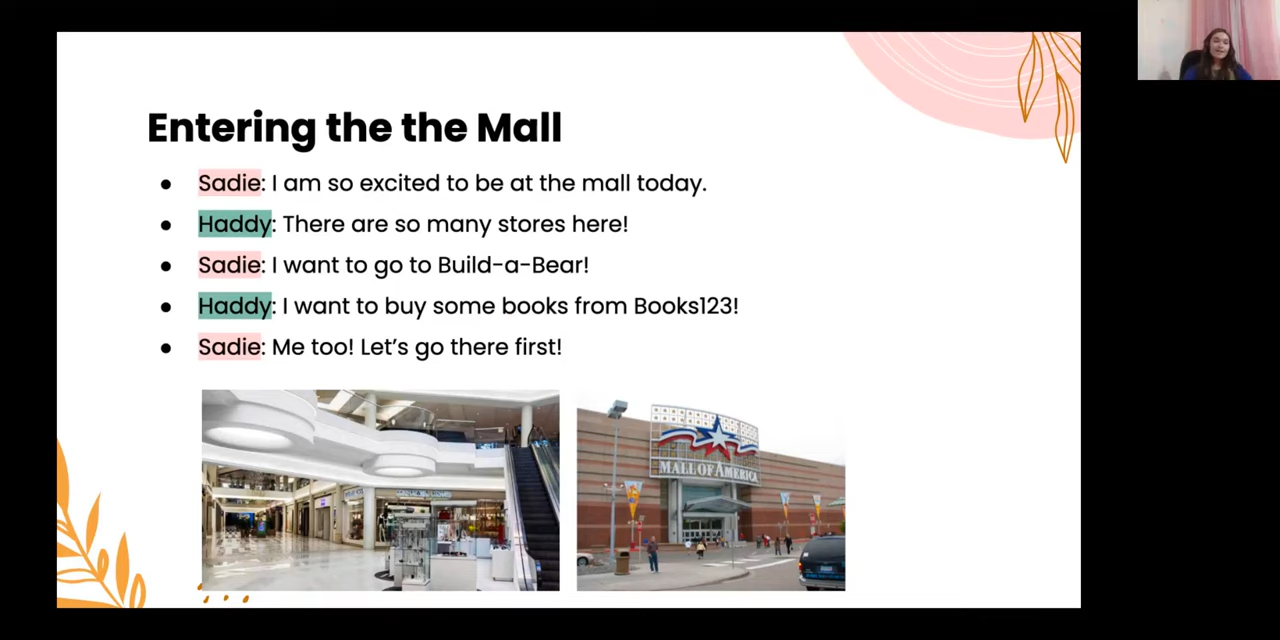 Entering the the Mall
Sadie: I am so excited to be at the mall today.
Haddy: There are so many stores here!
Sadie: I want to go to Build-a-Bear!
Haddy: I want to buy some books from Books123!
Sadie: Me too! Let's go there first!
MALL OF AMERICA